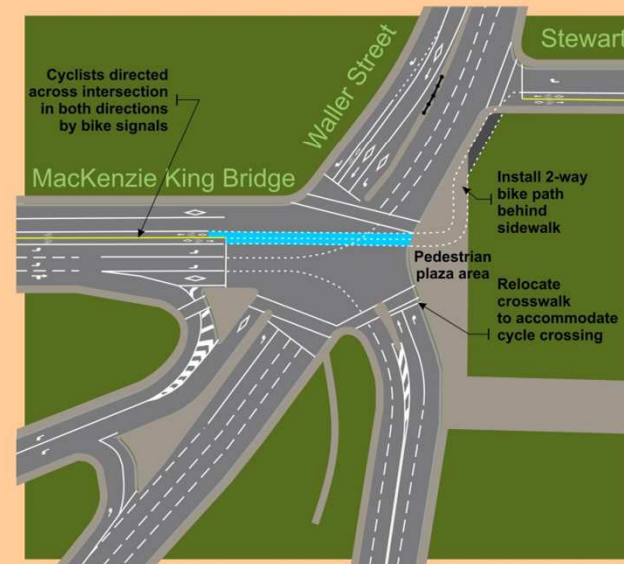 Stewart
Waller Street
Cyclists directed
across intersection
in both directions
by bike signals
MacKenzie King Bridge
Install 2-way
bike path
behind
sidewalk
Pedestrian
plaza area
Relocate
crosswalk
to accommodate
cycle crossing